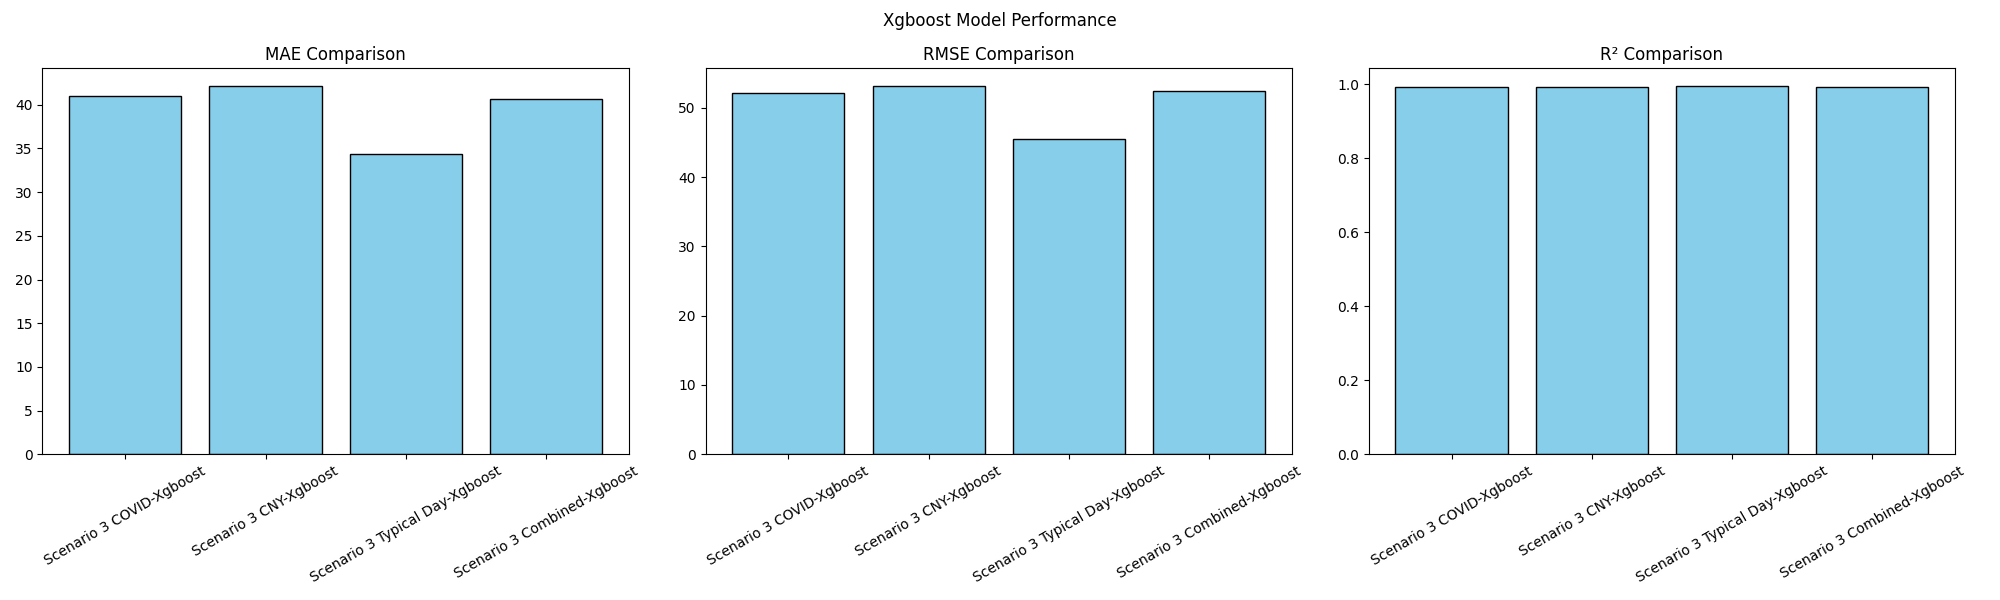 Xgboost Model Performance
MAE Comparison
40
35
30
25
20
15
10
5
0
Scenario 3 COVID-Xgboost
Scenario 3 CNY-Xgboost
Scenario 3 Typical Day-Xgboost
Scenario 3 Combined-Xgboost
RMSE Comparison
50
40
30
20
10
0
Scenario 3 COVID-Xgboost
Scenario 3 CNY-Xgboost
Scenario 3 Typical Day-Xgboost
Scenario 3 Combined-Xgboost
R² Comparison
1.0
0.8
0.6
0.4
0.2
0.0
Scenario 3 COVID-Xgboost
Scenario 3 CNY-Xgboost
Scenario 3 Typical Day-Xgboost
Scenario 3 Combined-Xgboost